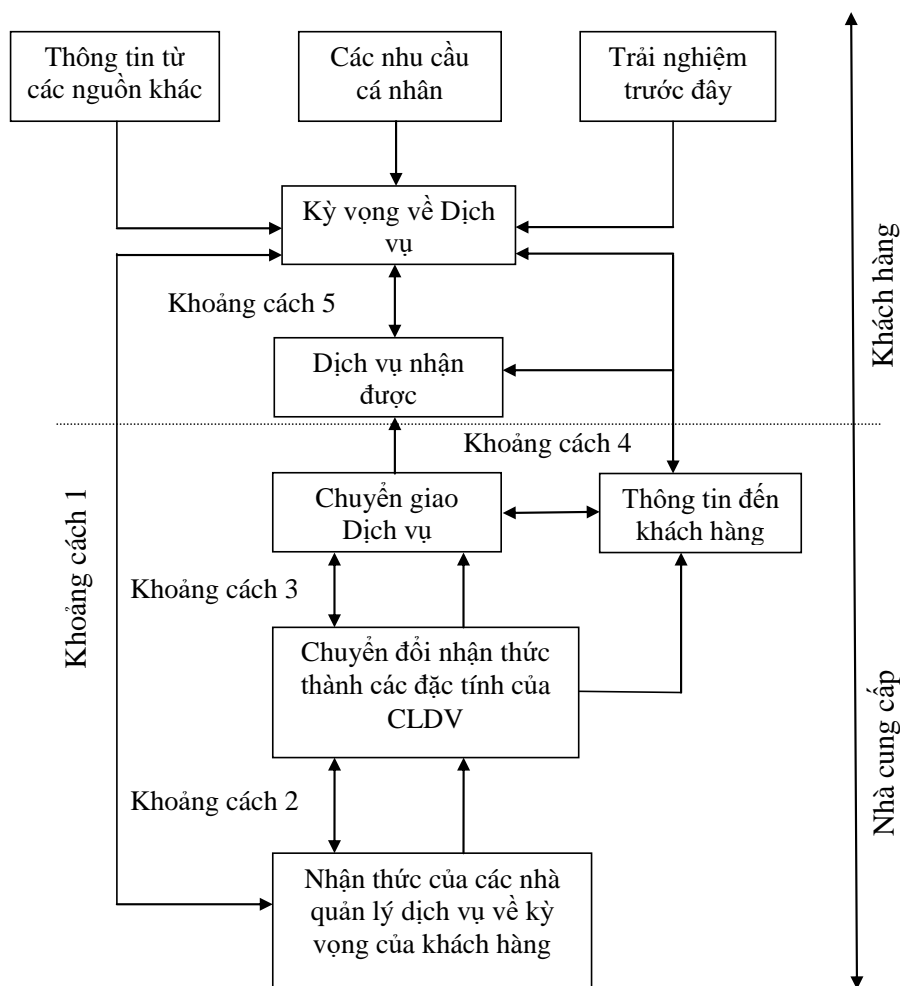 Thông tin từ
các nguồn khác
Các nhu cầu
cá nhân
Trải nghiệm
trước đây
Kỳ vọng về Dịch
vụ
Khoảng cách 5
Dịch vụ nhận
được
Khách hàng
Khoảng cách 4
Chuyển giao
Dịch vụ
Thông tin đến
khách hàng
Khoảng cách 1
Khoảng cách 3
Chuyển đổi nhận thức
thành các đặc tính của
CLDV
Nhà cung cấp
Khoảng cách 2
Nhận thức của các nhà
quản lý dịch vụ về kỳ
vọng của khách hàng